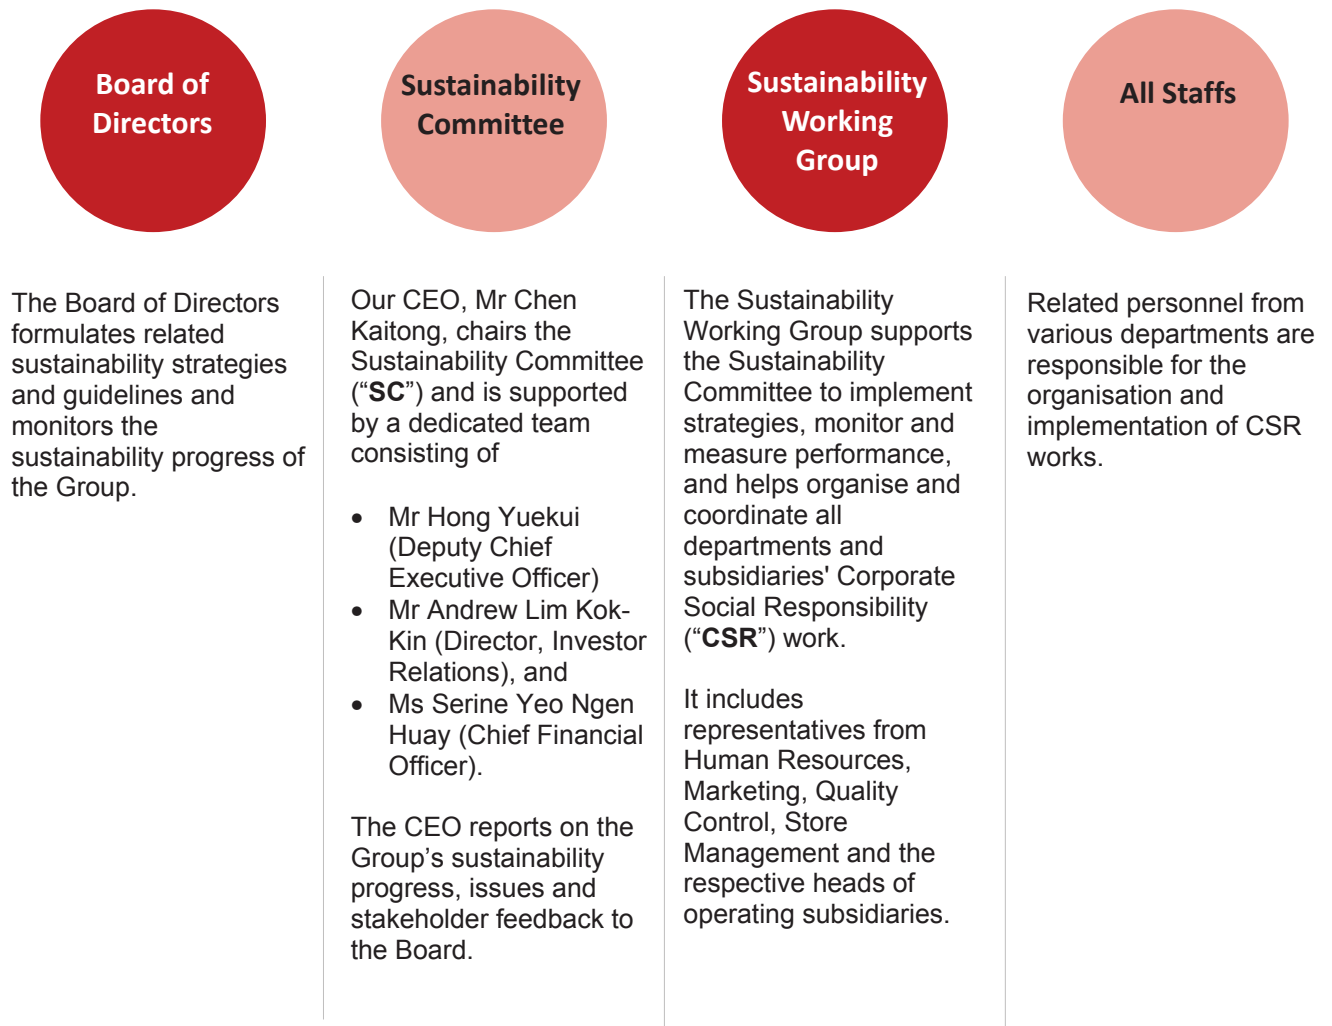 Board of
Directors
Sustainability
Committee
Sustainability
Working
Group
All Staffs
The Board of Directors
formulates related
sustainability strategies
and guidelines and
monitors the
sustainability progress of
the Group.
Our CEO, Mr Chen
Kaitong, chairs the
Sustainability Committee
(“SC”) and is supported
by a dedicated team
consisting of
• Mr Hong Yuekui
(Deputy Chief
Executive Officer)
• Mr Andrew Lim Kok-
Kin (Director, Investor
Relations), and
• Ms Serine Yeo Ngen
Huay (Chief Financial
Officer).
The CEO reports on the
Group’s sustainability
progress, issues and
stakeholder feedback to
the Board.
The Sustainability
Working Group supports
the Sustainability
Committee to implement
strategies, monitor and
measure performance,
and helps organise and
coordinate all
departments and
subsidiaries' Corporate
Social Responsibility
(“CSR”) work.
It includes
representatives from
Human Resources,
Marketing, Quality
Control, Store
Management and the
respective heads of
operating subsidiaries.
Related personnel from
various departments are
responsible for the
organisation and
implementation of CSR
works.